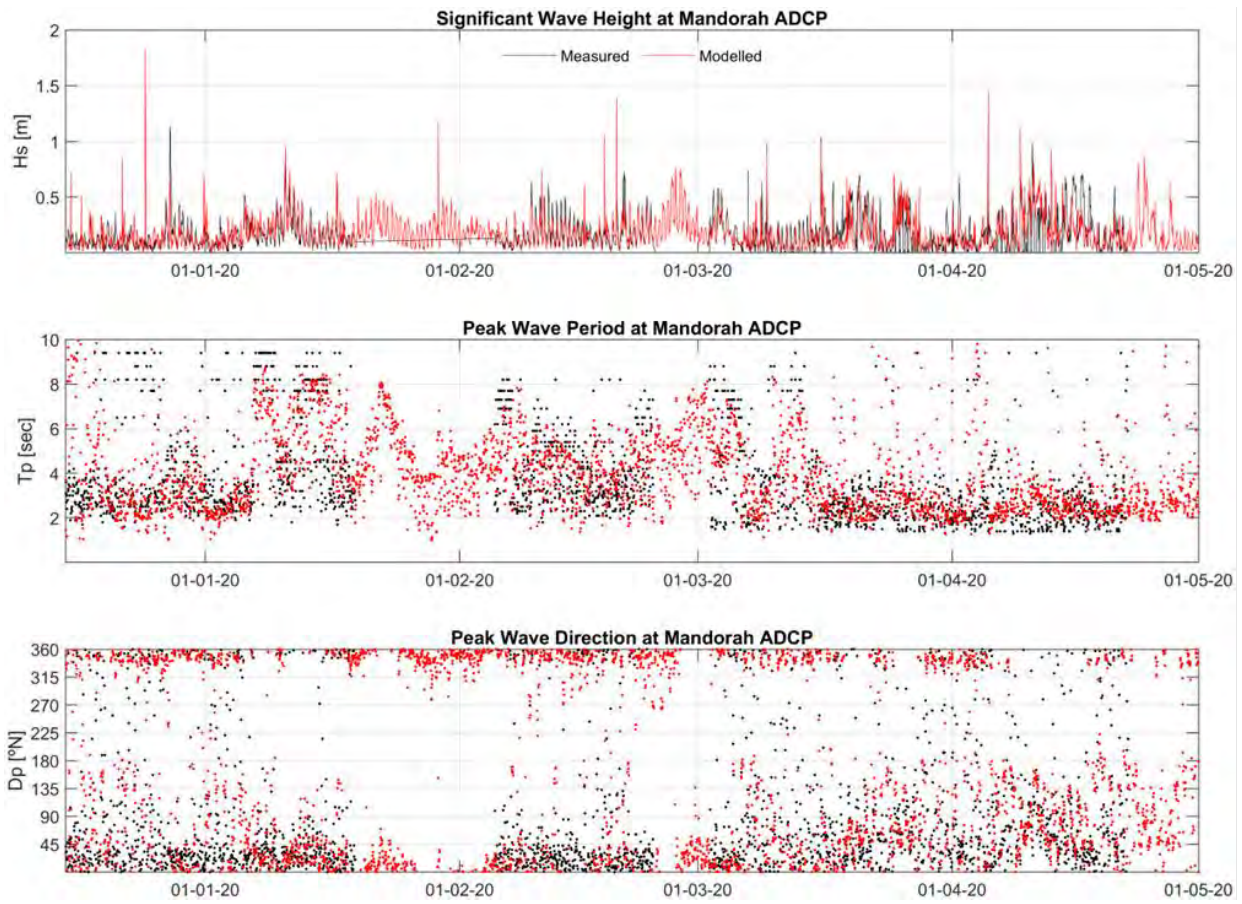 Significant Wave Height at Mandorah ADCP
2
1.5
1
0.5
Hs [m]
Measured
Modelled
01-01-20 01-02-20 01-03-20 01-04-20 01-05-20
Peak Wave Period at Mandorah ADCP
10
8
6
4
2
Tp [sec]
01-01-20 01-02-20 01-03-20 01-04-20 01-05-20
Peak Wave Direction at Mandorah ADCP
360
315
270
225
180
135
90
45
Dp [ºN]
01-01-20 01-02-20 01-03-20 01-04-20 01-05-20